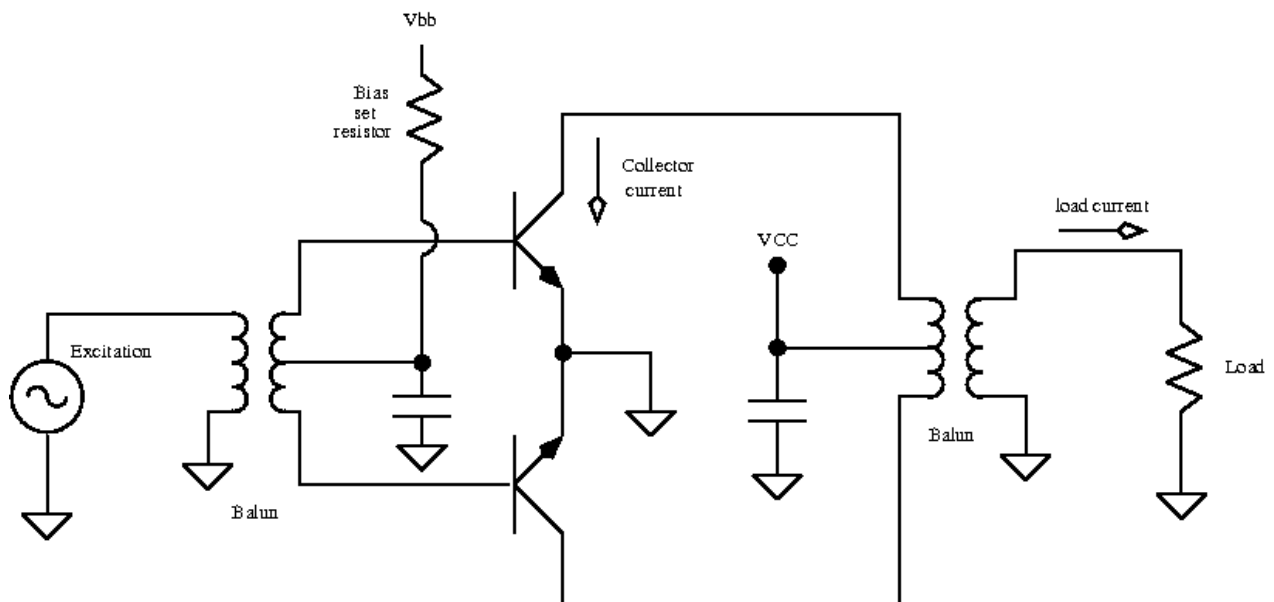 Vbb
Bias
set
resistor
Collector
current
load current
VCC
Excitation
Load
Balun
Balun